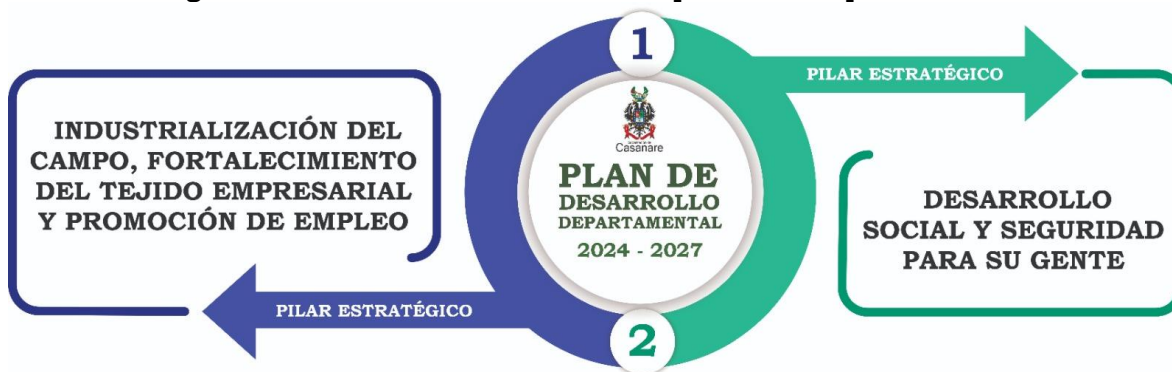 1
PILAR ESTRATÉGICO
INDUSTRIALIZACIÓN DEL
CAMPO, FORTALECIMIENTO
DEL TEJIDO EMPRESARIAL
Y PROMOCIÓN DE EMPLEO
Casanare
PLAN DE
DESARROLLO
DEPARTAMENTAL
2024 - 2027
DESARROLLO
SOCIAL Y SEGURIDAD
PARA SU GENTE
PILAR ESTRATÉGICO
2